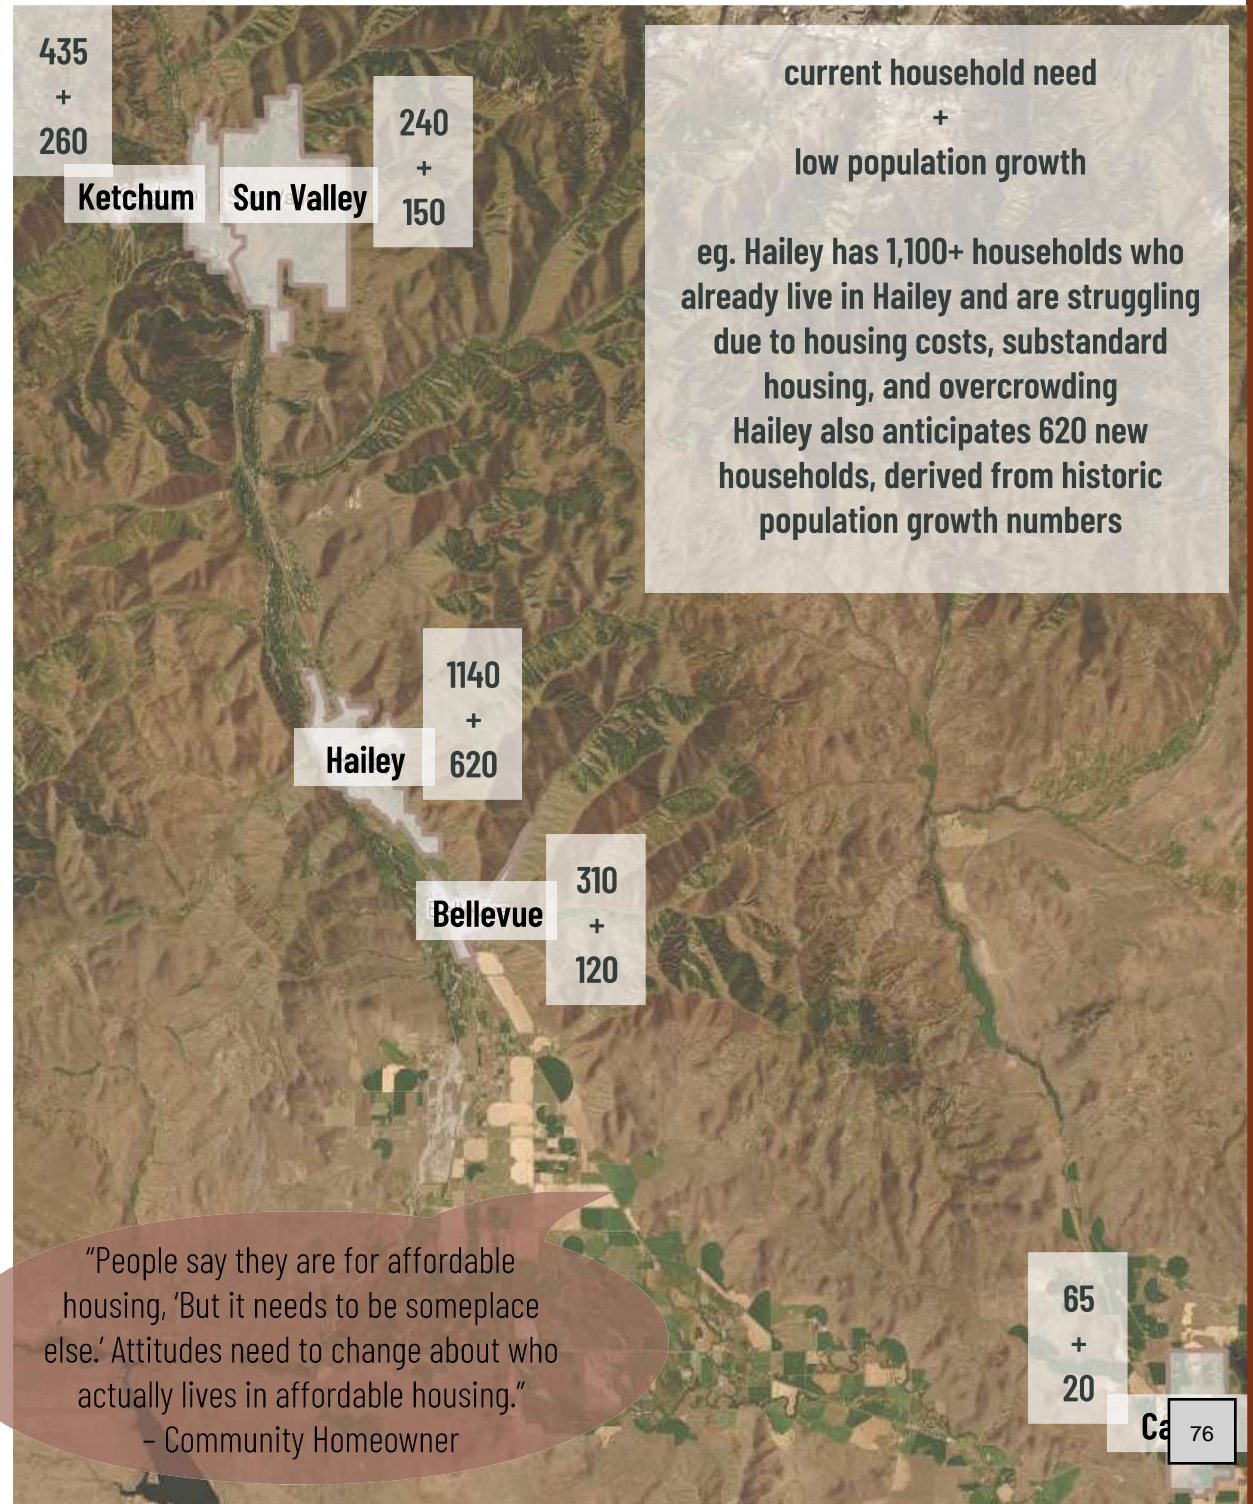 435
+
260
Ketchum
Sun Valley
240
+
150
current household need
+
low population growth
eg. Hailey has 1,100+ households who
already live in Hailey and are struggling
due to housing costs, substandard
housing, and overcrowding
Hailey also anticipates 620 new
households, derived from historic
population growth numbers
1140
+
620
Hailey
310
+
120
Bellevue
“People say they are for affordable
housing, ‘But it needs to be someplace
else.’ Attitudes need to change about who
actually lives in affordable housing.”
– Community Homeowner
65
+
20
76